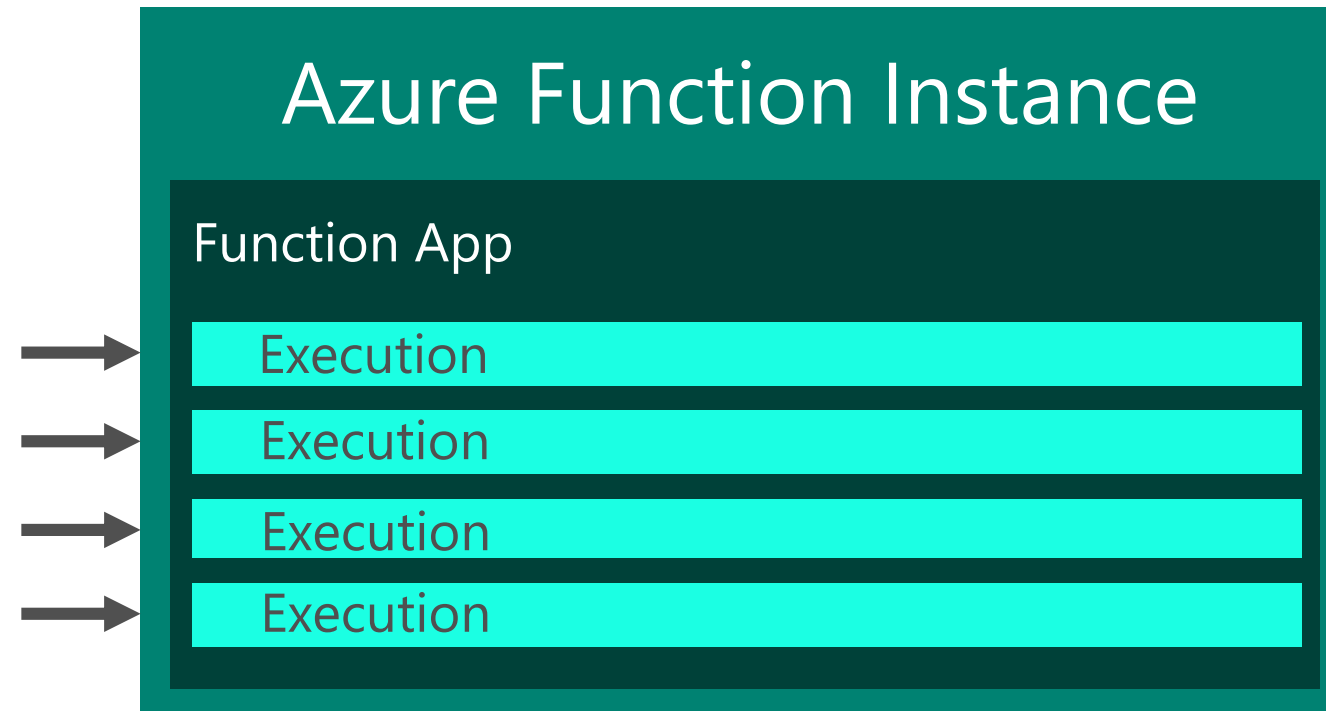 Azure Function Instance
Function App
Execution
Execution
Execution
Execution